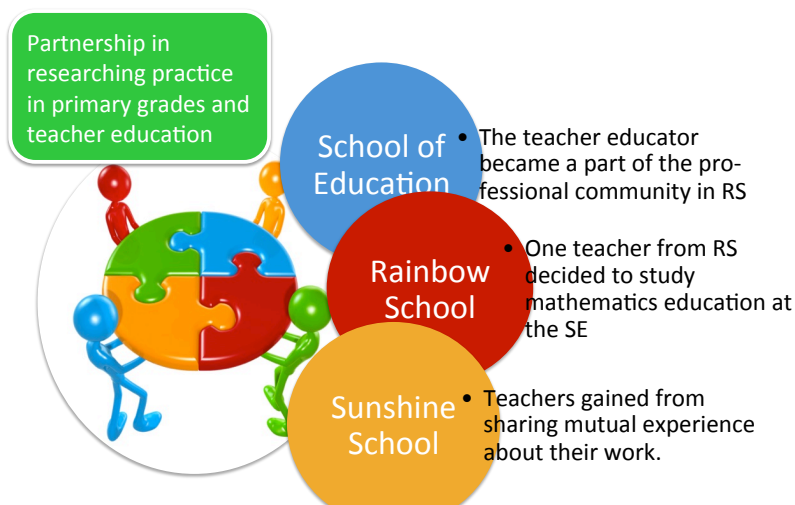 Partnership in
researching practice
in primary grades and
teacher education
School of
Education
• The teacher educator
became a part of the pro-
fessional community in RS
Rainbow
School
• One teacher from RS
decided to study
mathematics education at
the SE
Sunshine
School
• Teachers gained from
sharing mutual experience
about their work.